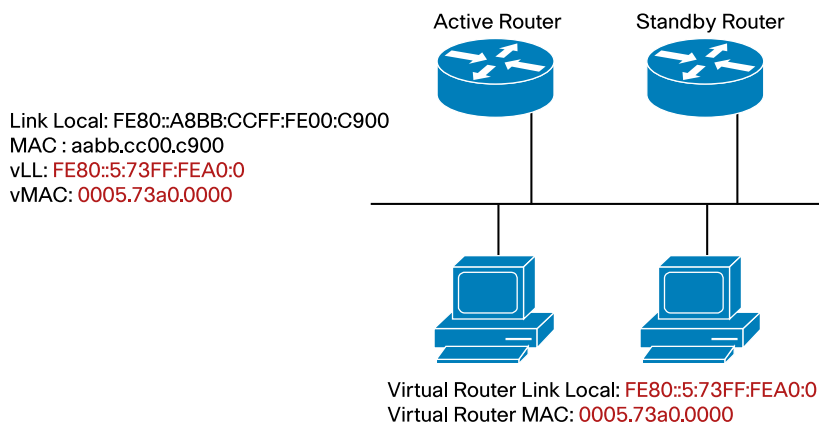 Active Router
Standby Router
Link Local: FE80::A8BB:CCFF:FE00:C900
MAC : aabb.cc00.c900
vLL: FE80::5:73FF:FEA0:0
vMAC: 0005.73a0.0000
Virtual Router Link Local: FE80::5:73FF:FEA0:0
Virtual Router MAC: 0005.73a0.0000